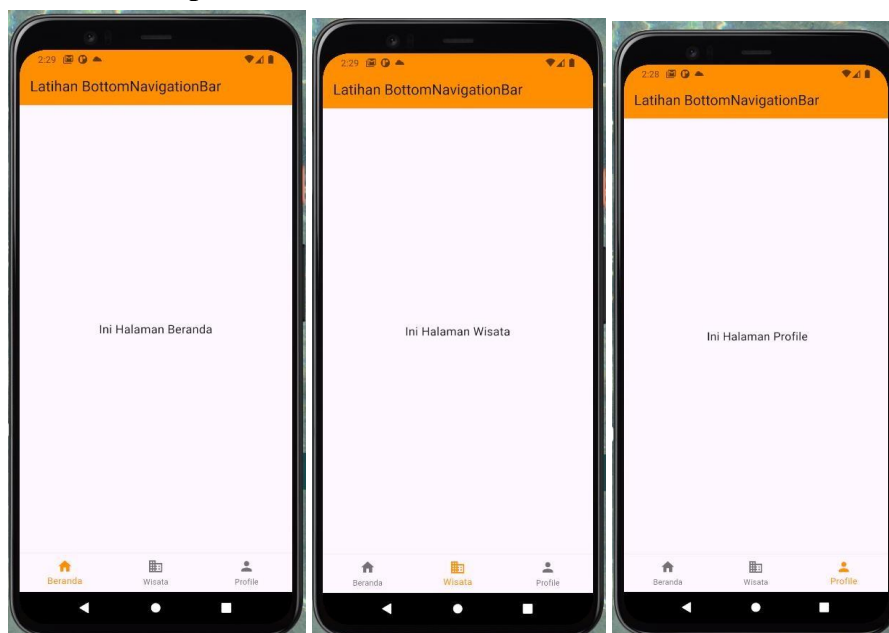 2:29
Latihan BottomNavigationBar
Ini Halaman Beranda
Beranda Wisata Profile
2:29
Latihan BottomNavigationBar
Ini Halaman Wisata
Beranda Wisata Profile
2:28
Latihan BottomNavigationBar
Ini Halaman Profile
Beranda Wisata Profile